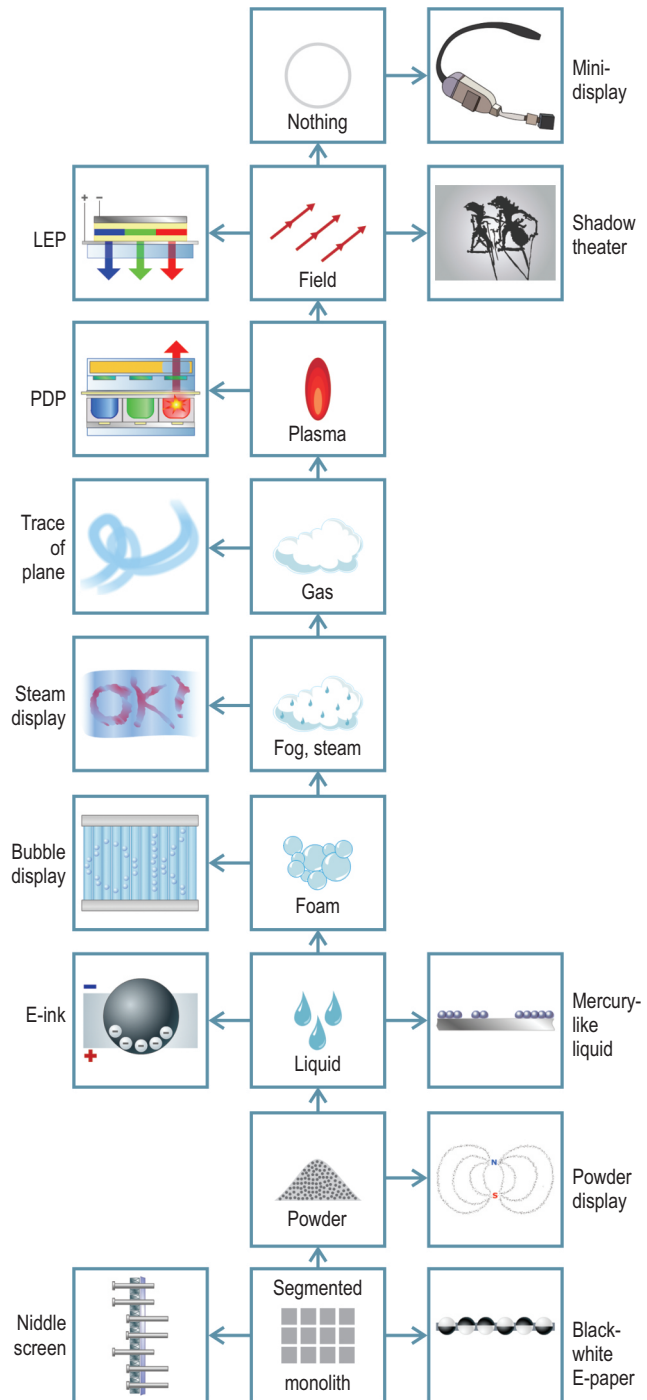 Nothing
Mini-
display
+ −
LEP
Field
Shadow
theater
PDP
Plasma
Trace
of
plane
Gas
Steam
display
OK!
Fog, steam
Bubble
display
Foam
E-ink
−
+
Liquid
Mercury-
like
liquid
Powder
N
S
Powder
display
Niddle
screen
Segmented
monolith
Black-
white
E-paper